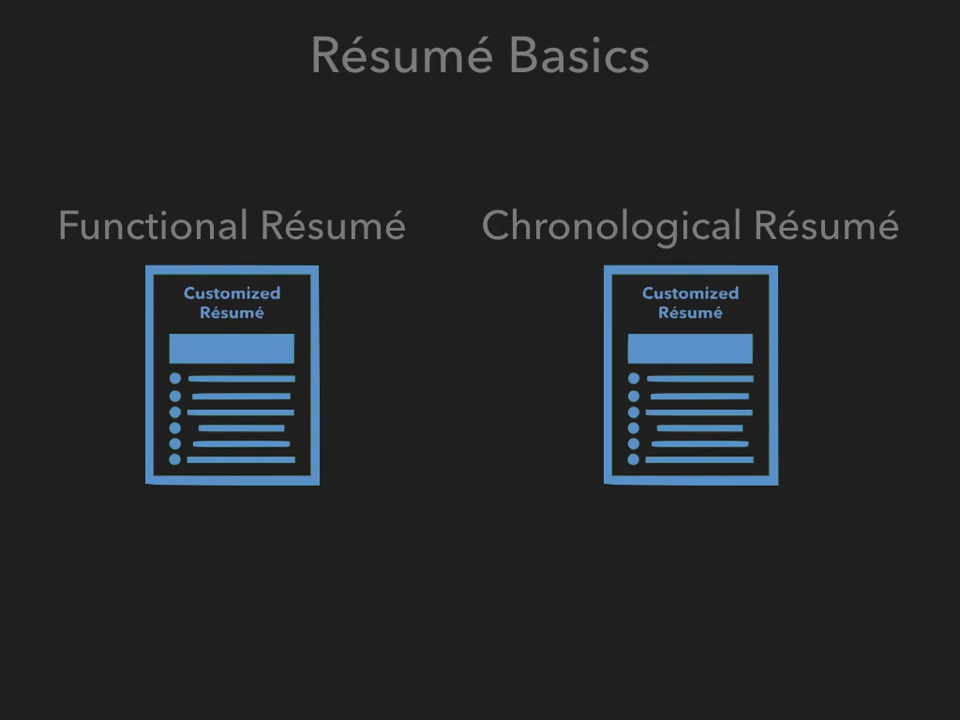 Résumé Basics
Functional Résumé
Chronological Résumé
Customized
Résumé
Customized
Résumé